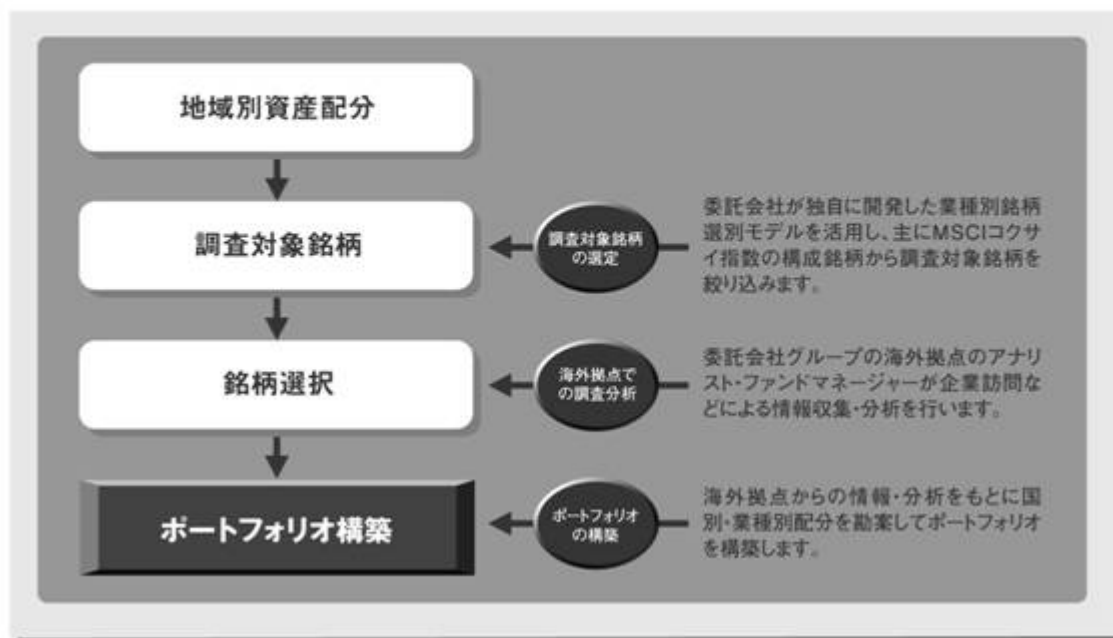 地域別資産配分
調査対象銘柄
調査対象銘柄
の選定
委託会社が独自に開発した業種別銘柄
選別モデルを活用し、主にMSCIコクサ
イ指数の構成銘柄から調査対象銘柄を
絞り込みます。
銘柄選択
海外拠点で
の調査分析
委託会社グループの海外拠点のアナリ
スト・ファンドマネージャーが企業訪問な
どによる情報収集・分析を行います。
ポートフォリオ構築
ポートフォリオ
の構築
海外拠点からの情報・分析をもとに国
別・業種別配分を勘案してポートフォリオ
を構築します。